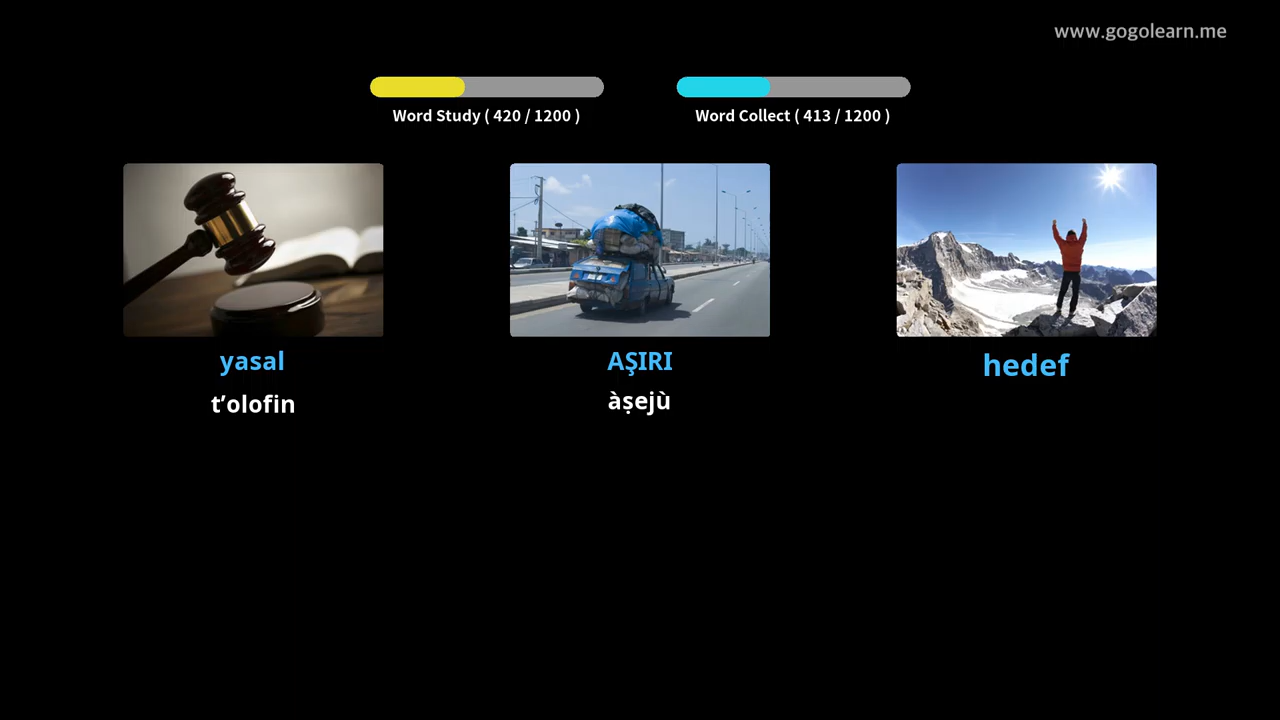 www.gogolearn.me
Word Study ( 420 / 1200 )
Word Collect ( 413 / 1200 )
yasal
AŞIRI
hedef
t’olofin
àṣejù